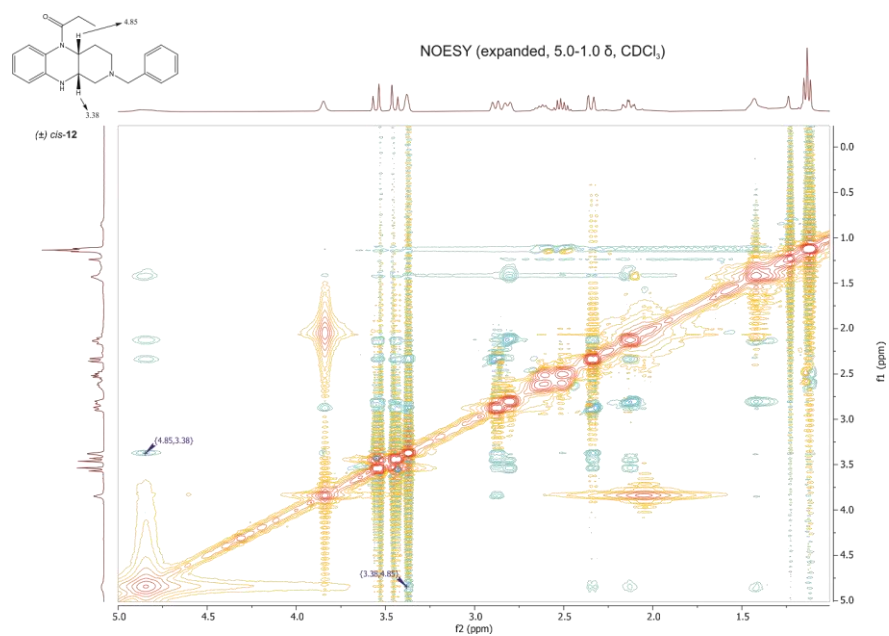 O
H
4.85
N
N
N
H
H
3.38
(±) cis-12
NOESY (expanded, 5.0-1.0 δ, CDCl₃)
0.0
0.5
1.0
1.5
2.0
2.5
3.0
3.5
4.0
4.5
5.0
f1 (ppm)
(4.85,3.38)
(3.38,4.85)
5.0 4.5 4.0 3.5 3.0 2.5 2.0 1.5
f2 (ppm)